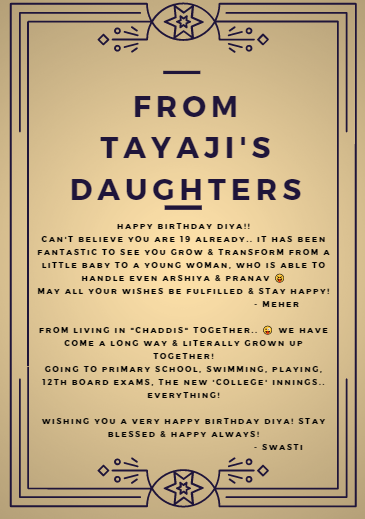 FROM
TAYAJI'S
DAUGHTERS
HAPPY BIRTHDAY DIYA!!
CAN'T BELIEVE YOU ARE 19 ALREADY.. IT HAS BEEN
FANTASTIC TO SEE YOU GROW & TRANSFORM FROM A
LITTLE BABY TO A YOUNG WOMAN, WHO IS ABLE TO
HANDLE EVEN ARSHIYA & PRANAV 😛
MAY ALL YOUR WISHES BE FULFILLED & STAY HAPPY!
- MEHER
FROM LIVING IN "CHADDIS" TOGETHER.. 😜 WE HAVE
COME A LONG WAY & LITERALLY GROWN UP
TOGETHER!
GOING TO PRIMARY SCHOOL, SWIMMING, PLAYING,
12TH BOARD EXAMS, THE NEW 'COLLEGE' INNINGS..
EVERYTHING!
WISHING YOU A VERY HAPPY BIRTHDAY DIYA! STAY
BLESSED & HAPPY ALWAYS!
- SWASTI